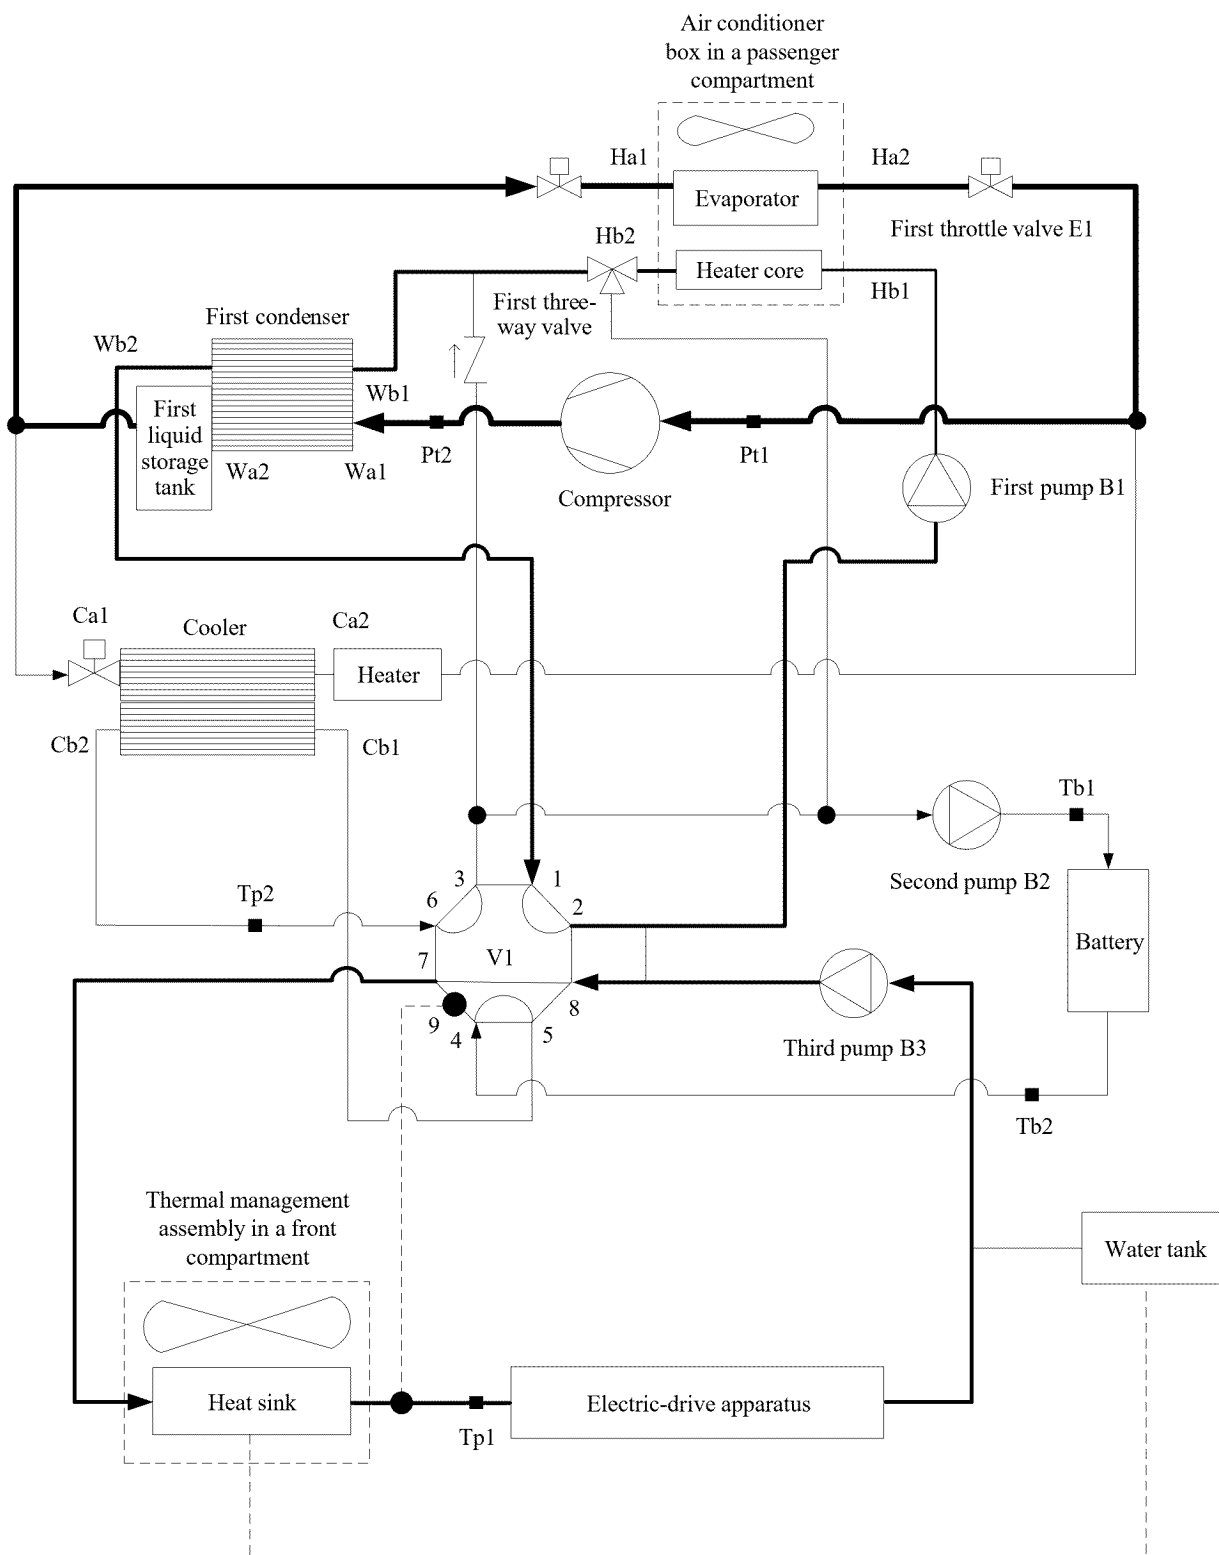 Air conditioner
box in a passenger
compartment
Ha1
Ha2
Evaporator
First throttle valve E1
Hb2
Heater core
Hb1
First three-
way valve
First condenser
Wb2
Wb1
First
liquid
storage
tank
Wa2
Wa1
Pt2
Pt1
Compressor
First pump B1
Ca1
Cooler
Ca2
Heater
Cb2
Cb1
Tb1
Second pump B2
Tp2
3
1
6
2
V1
7
8
9
4
5
Battery
Third pump B3
Tb2
Thermal management
assembly in a front
compartment
Water tank
Heat sink
Tp1
Electric-drive apparatus